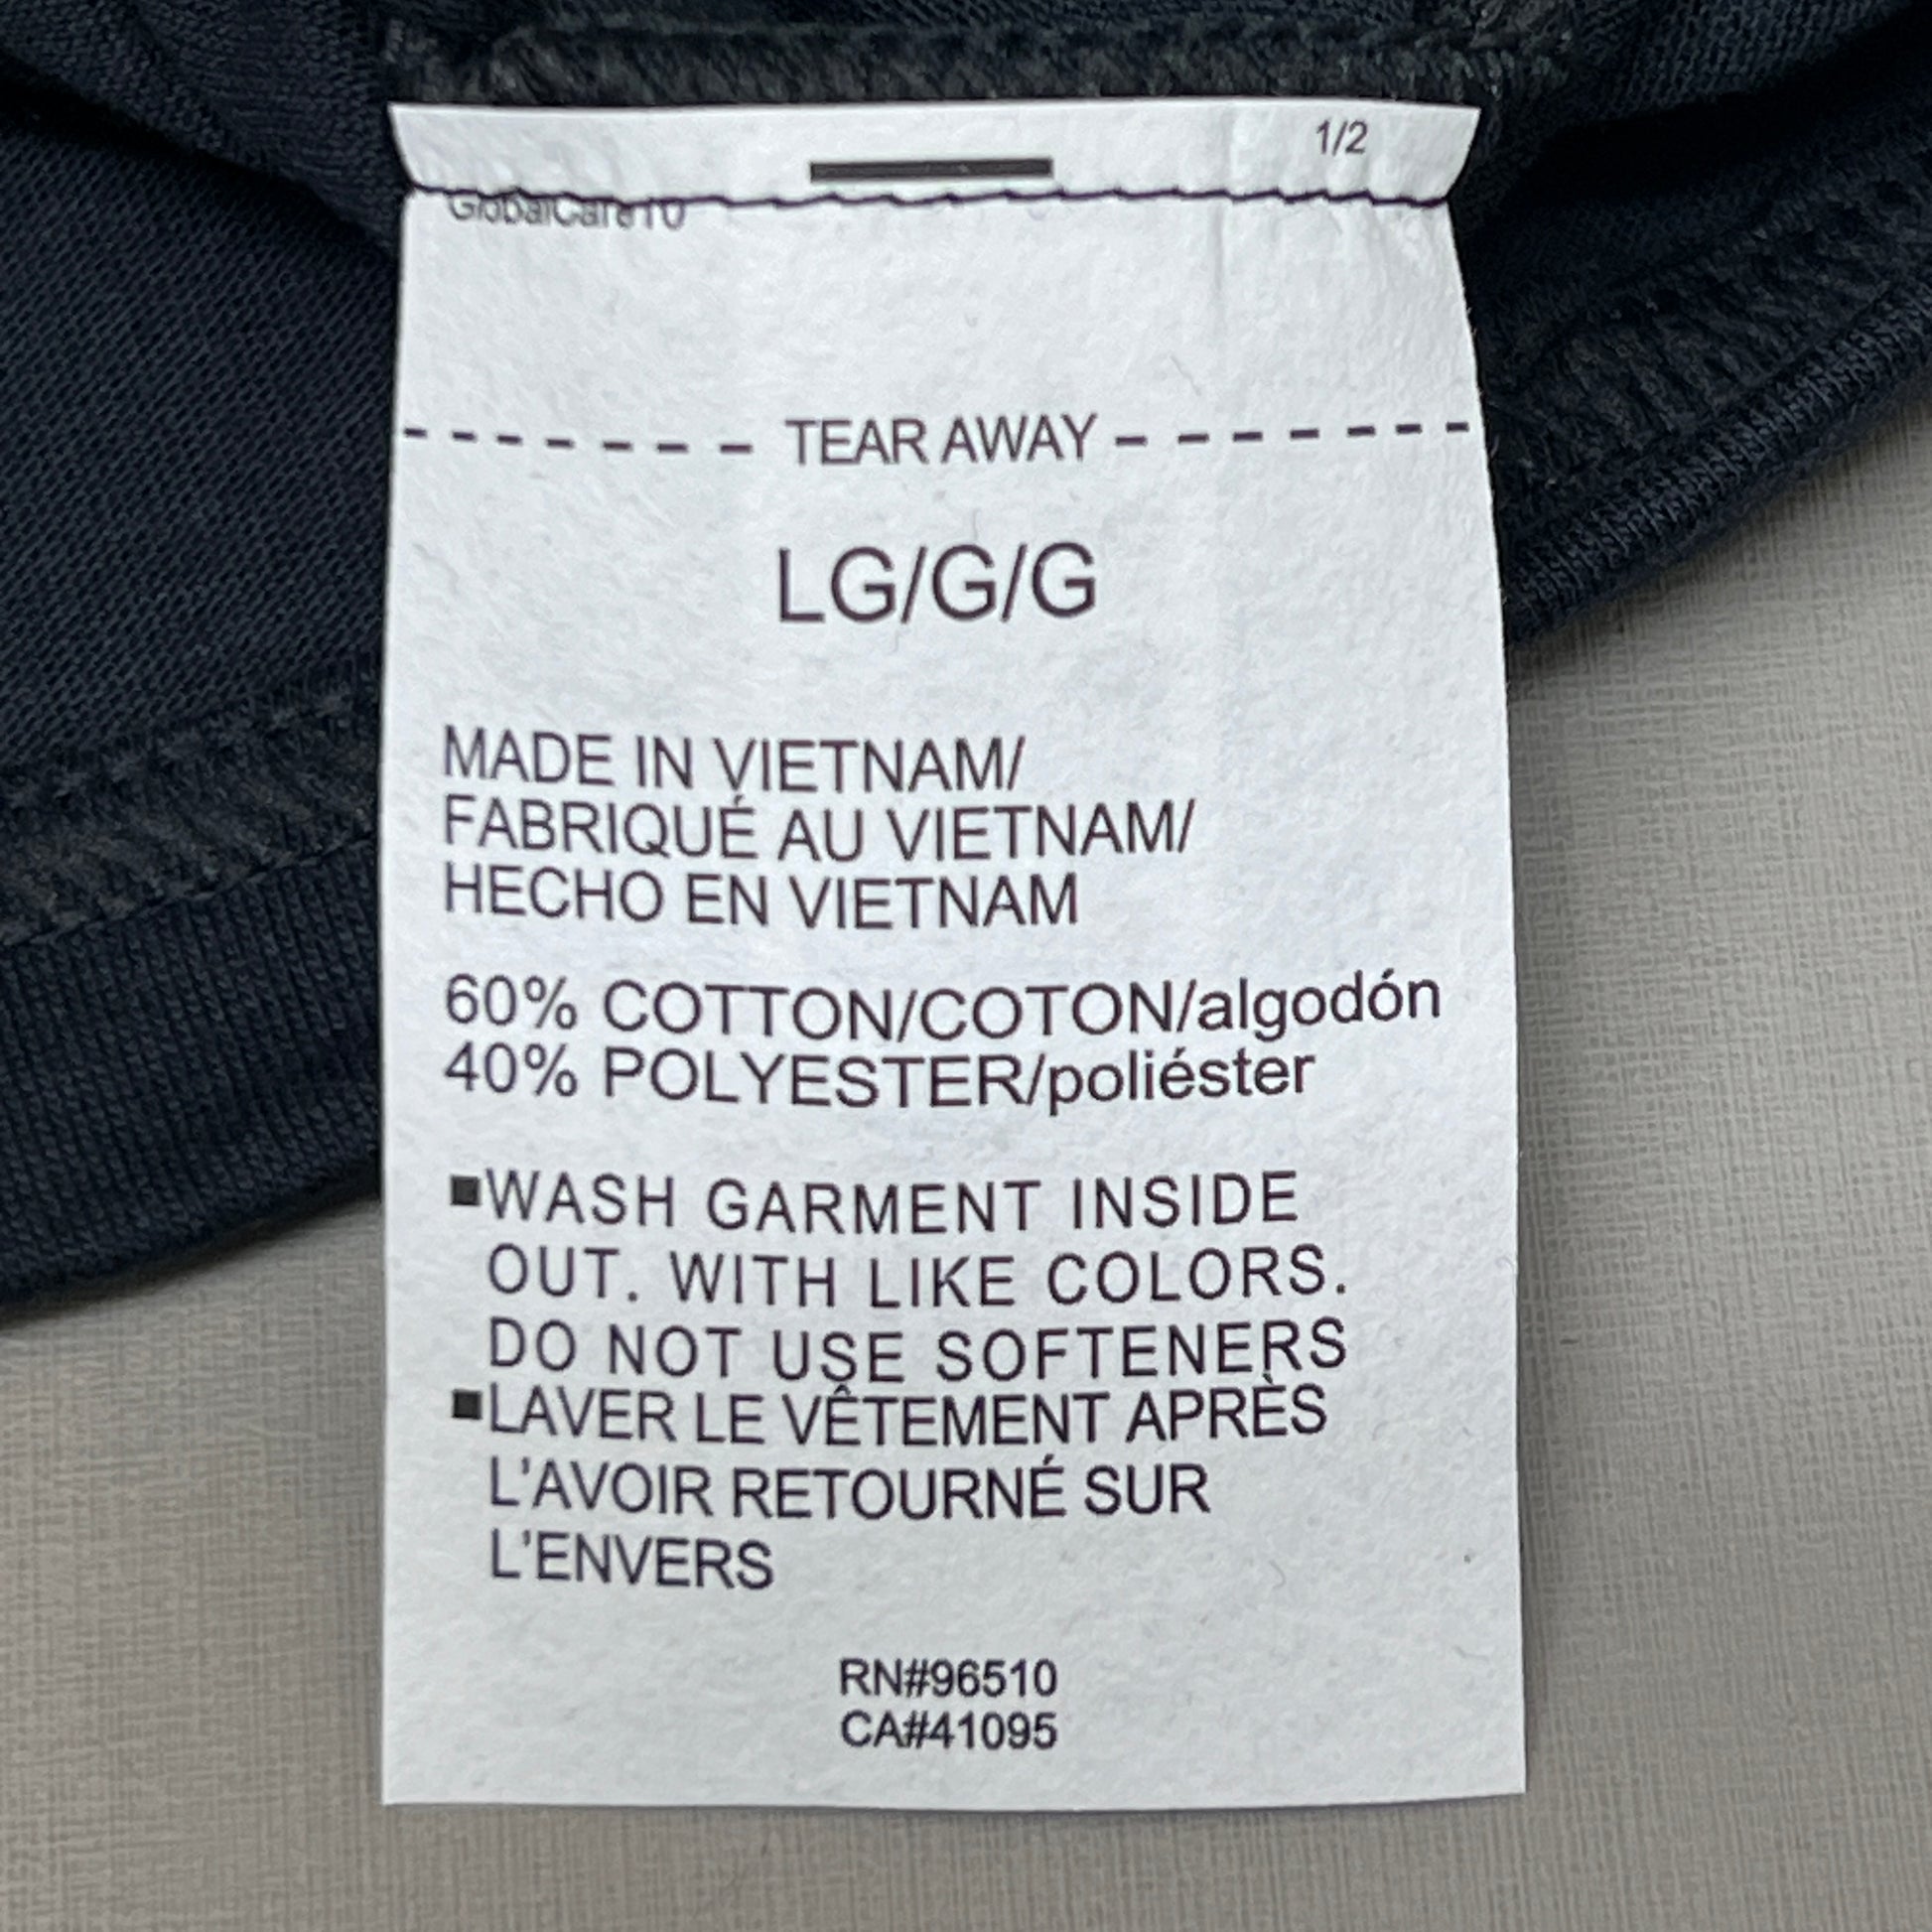 1/2
GlobalCare10
- - - - - - - TEAR AWAY - - - - - - -
LG/G/G
MADE IN VIETNAM/
FABRIQUÉ AU VIETNAM/
HECHO EN VIETNAM
60% COTTON/COTON/algodón
40% POLYESTER/poliéster
■WASH GARMENT INSIDE
OUT. WITH LIKE COLORS.
DO NOT USE SOFTENERS
■LAVER LE VÊTEMENT APRÈS
L'AVOIR RETOURNÉ SUR
L'ENVERS
RN#96510
CA#41095